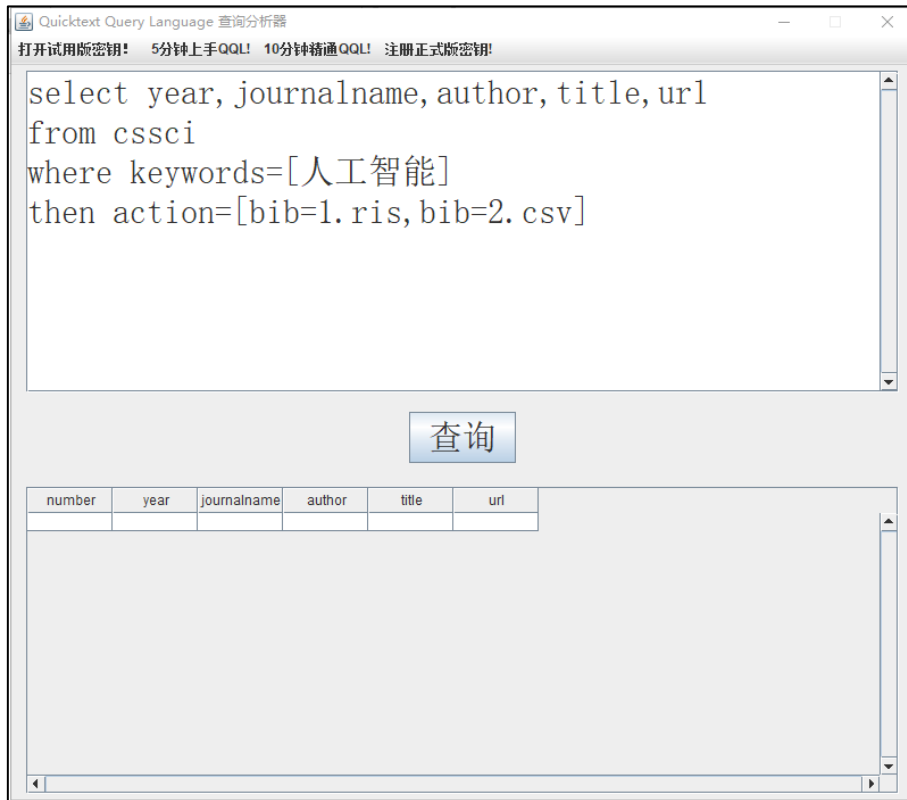 Quicktext Query Language 查询分析器
打开试用版密钥! 5分钟上手QQL! 10分钟精通QQL! 注册正式版密钥!
select year,journalname,author,title,url
from cssci
where keywords=[人工智能]
then action=[bib=1.ris,bib=2.csv]
查询
number year journalname author title url